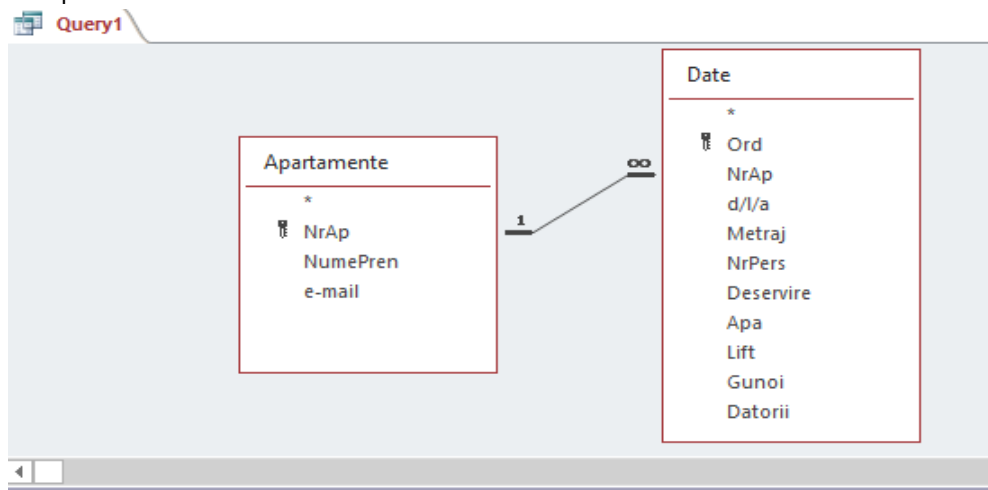 Query1
Apartamente
*
NrAp
NumePren
e-mail
1
∞
Date
*
Ord
NrAp
d/l/a
Metraj
NrPers
Deservire
Apa
Lift
Gunoi
Datorii